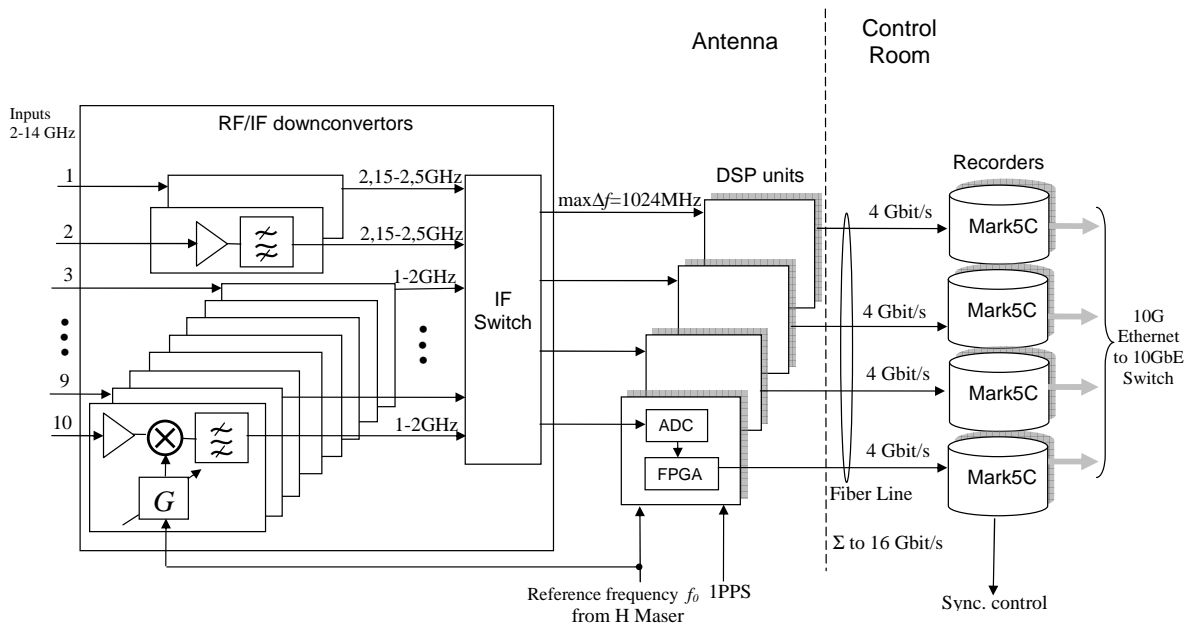 Antenna
Control
Room
Inputs
2-14 GHz
RF/IF downconvertors
Recorders
DSP units
1
2,15-2,5GHz
maxΔf=1024MHz
4 Gbit/s
Mark5C
2
2,15-2,5GHz
3
1-2GHz
IF
Switch
4 Gbit/s
Mark5C
10G
Ethernet
to 10GbE
Switch
9
4 Gbit/s
Mark5C
10
1-2GHz
ADC
FPGA
4 Gbit/s
Mark5C
G
Fiber Line
Σ to 16 Gbit/s
Reference frequency f0 1PPS
from H Maser
Sync. control